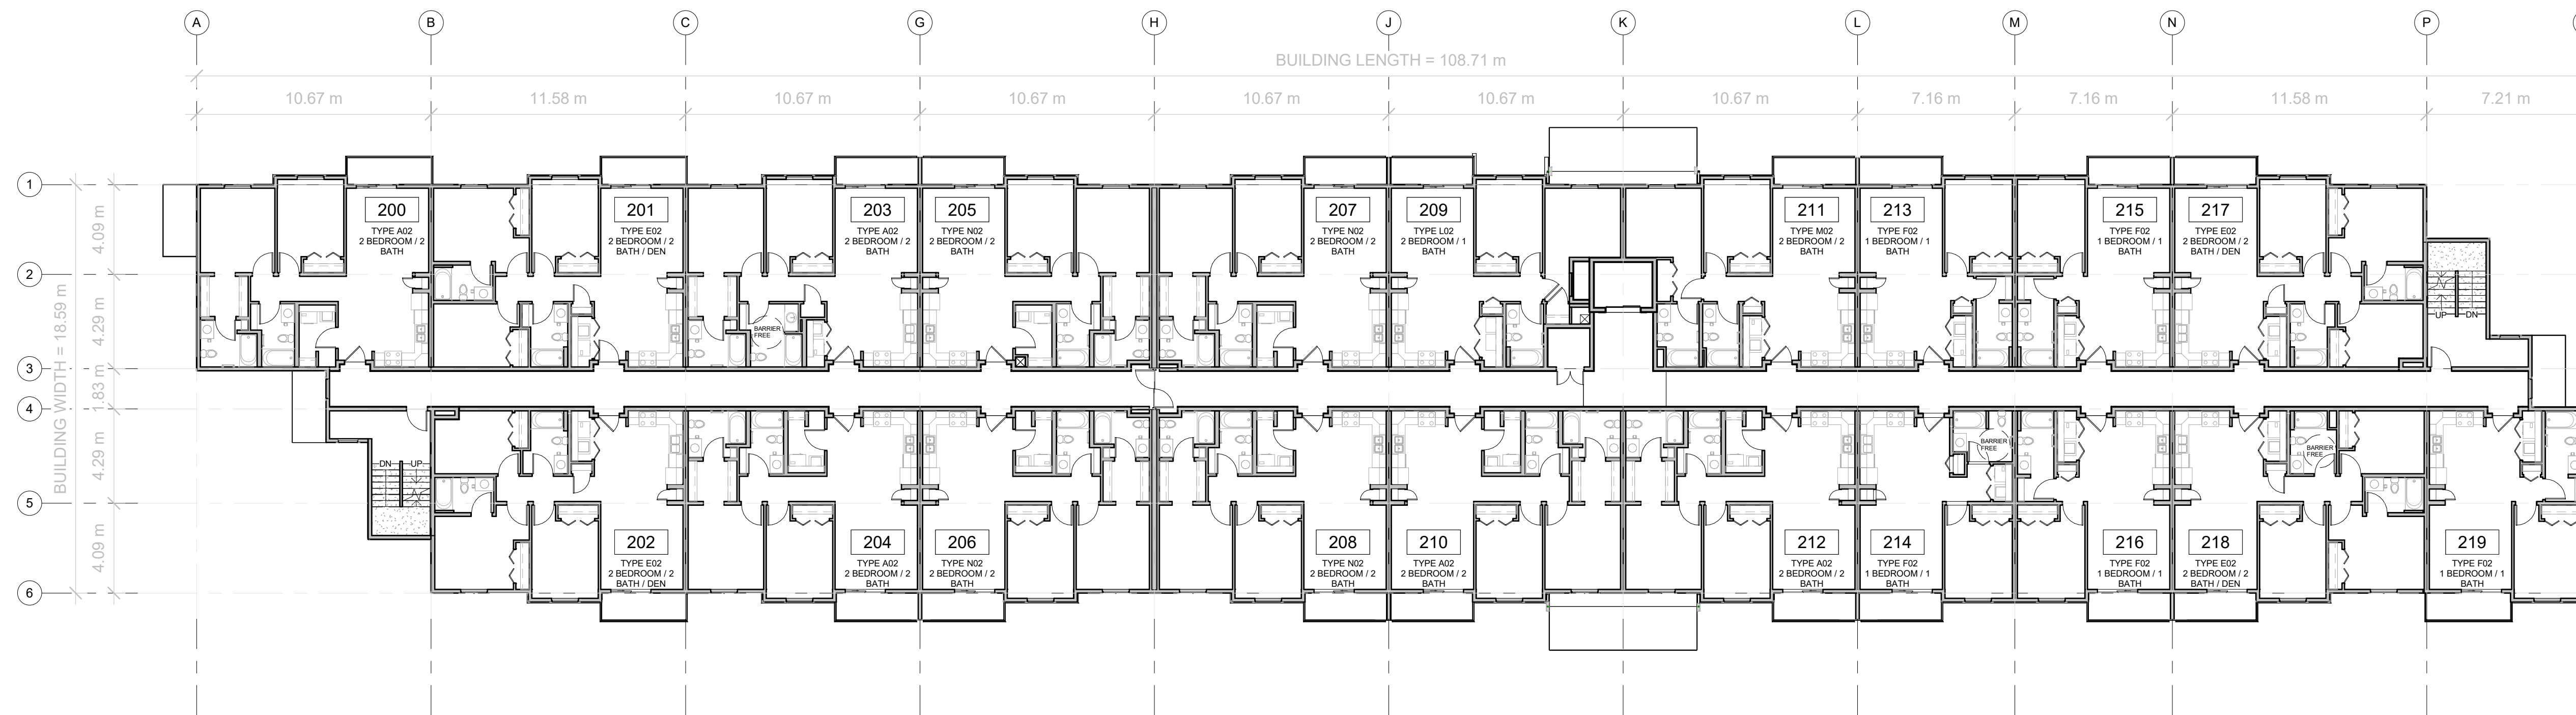 A B C G H J K L M N P
BUILDING LENGTH = 108.71 m
10.67 m 11.58 m 10.67 m 10.67 m 10.67 m 10.67 m 10.67 m 7.16 m 7.16 m 11.58 m 7.21 m
1
2
3
4
5
6
BUILDING WIDTH = 18.59 m
4.09 m
4.29 m
1.83 m
4.29 m
4.09 m
200
TYPE A02
2 BEDROOM / 2
BATH
201
TYPE E02
2 BEDROOM / 2
BATH / DEN
203
TYPE A02
2 BEDROOM / 2
BATH
205
TYPE N02
2 BEDROOM / 2
BATH
207
TYPE N02
2 BEDROOM / 2
BATH
209
TYPE L02
2 BEDROOM / 1
BATH
211
TYPE M02
2 BEDROOM / 2
BATH
213
TYPE F02
1 BEDROOM / 1
BATH
215
TYPE F02
1 BEDROOM / 1
BATH
217
TYPE E02
2 BEDROOM / 2
BATH / DEN
BARRIER
FREE
UP DN
DN UP
BARRIER
FREE
BARRIER
FREE
202
TYPE E02
2 BEDROOM / 2
BATH / DEN
204
TYPE A02
2 BEDROOM / 2
BATH
206
TYPE N02
2 BEDROOM / 2
BATH
208
TYPE N02
2 BEDROOM / 2
BATH
210
TYPE A02
2 BEDROOM / 2
BATH
212
TYPE A02
2 BEDROOM / 2
BATH
214
TYPE F02
1 BEDROOM / 1
BATH
216
TYPE F02
1 BEDROOM / 1
BATH
218
TYPE E02
2 BEDROOM / 2
BATH / DEN
219
TYPE F02
1 BEDROOM / 1
BATH